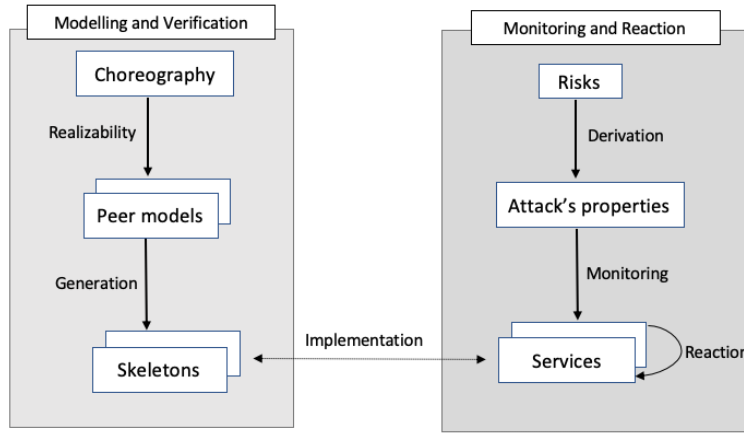 Modelling and Verification
Choreography
Realizability
Peer models
Generation
Skeletons
Implementation
Monitoring and Reaction
Risks
Derivation
Attack's properties
Monitoring
Services
Reaction